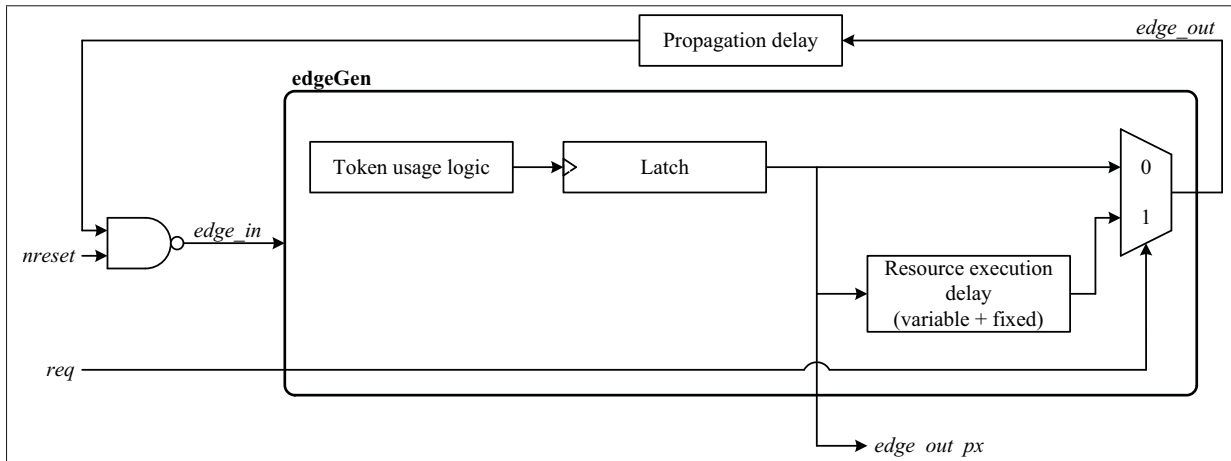 edge_out
Propagation delay
edgeGen
Token usage logic
Latch
0
1
edge_in
nreset
Resource execution
delay
(variable + fixed)
req
edge_out_px